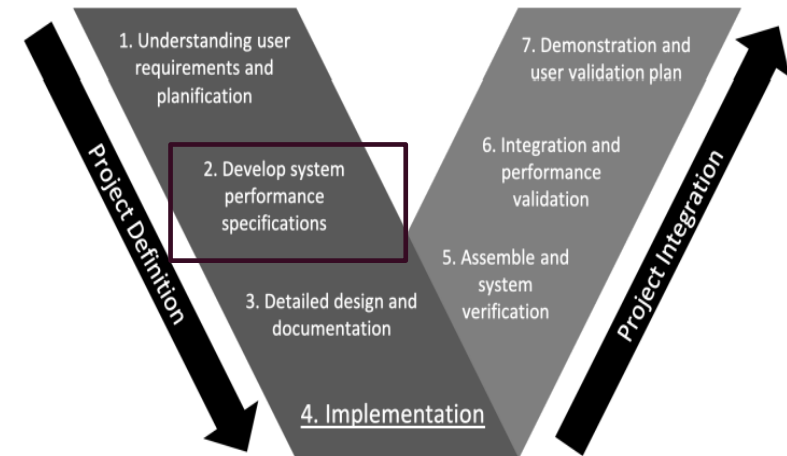 1. Understanding user
requirements and
planification
2. Develop system
performance
specifications
3. Detailed design and
documentation
4. Implementation
5. Assemble and
system
verification
6. Integration and
performance
validation
7. Demonstration and
user validation plan
Project Definition
Project Integration